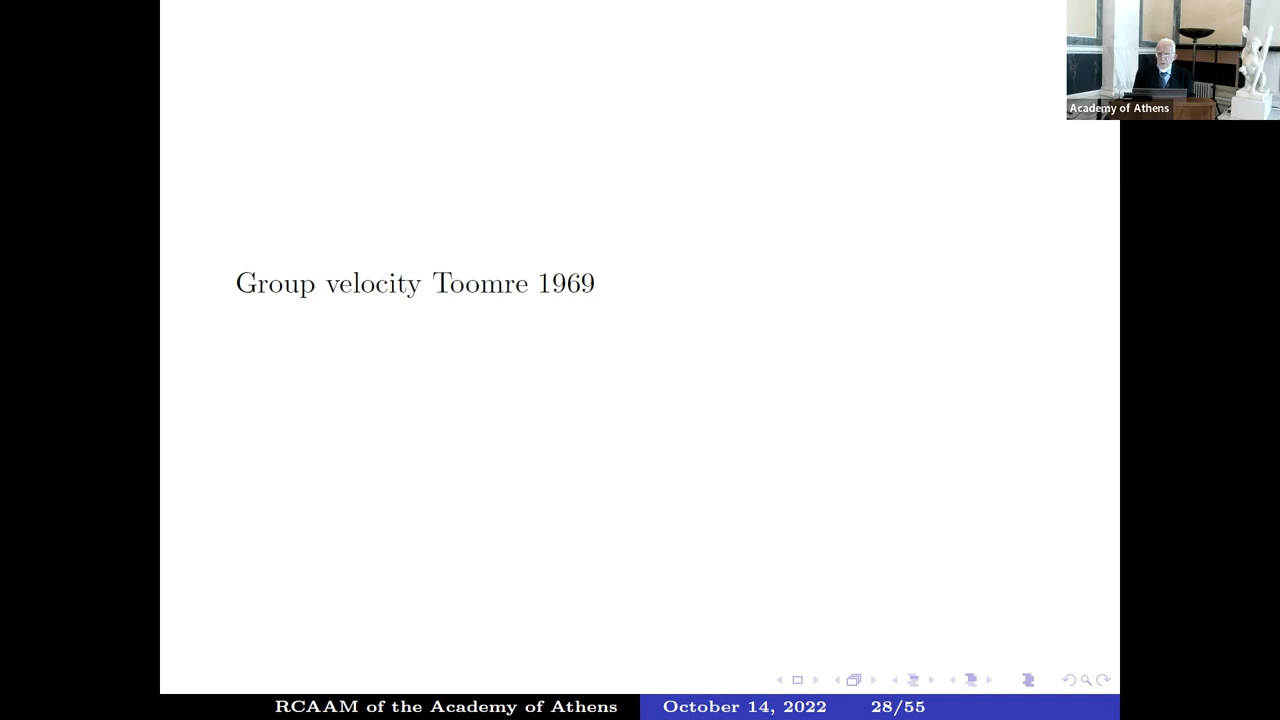 Academy of Athens
Group velocity Toomre 1969
RCAAM of the Academy of Athens October 14, 2022 28/55